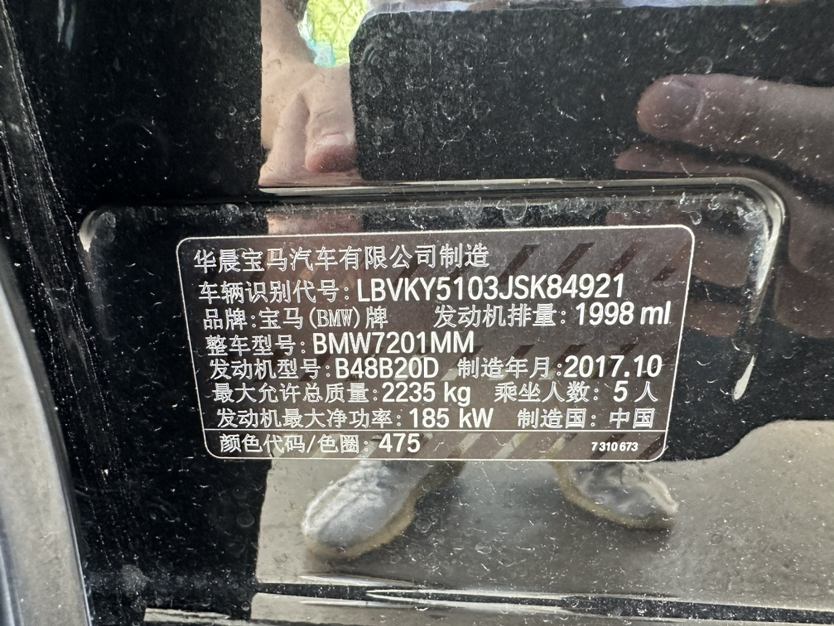 华晨宝马汽车有限公司制造
车辆识别代号:LBVKY5103JSK84921
品牌:宝马(BMW)牌 发动机排量:1998 ml
整车型号:BMW7201MM
发动机型号:B48B20D 制造年月:2017.10
最大允许总质量:2235 kg 乘坐人数:5 人
发动机最大净功率:185 kW 制造国:中国
颜色代码/色圈:475 7 310 673